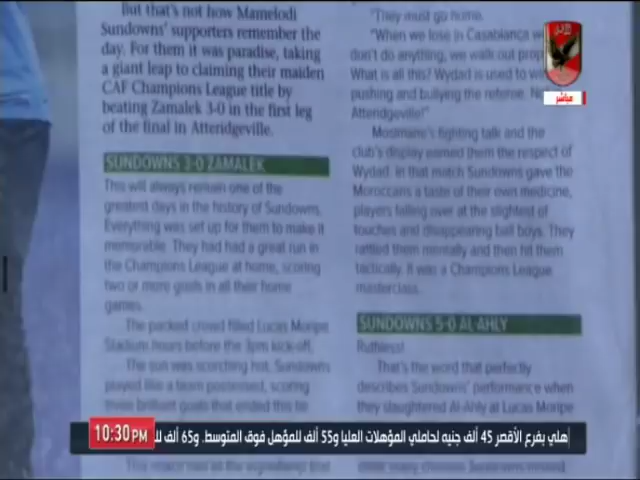 But that's not how Mamelodi
Sundowns' supporters remember the
day. For them it was paradise, taking
a giant leap to claiming their maiden
CAF Champions League title by
beating Zamalek 3-0 in the first leg
of the final in Atteridgeville.
SUNDOWNS 3-0 ZAMALEK
This will always remain one of the
greatest days in the history of Sundowns.
Everything was set up for them to make it
memorable. They had had a great run in
the Champions League at home, scoring
two or more goals in all their home
games.
The packed crowd filled Lucas Moripe
Stadium hours before the 3pm kick-off.
The sun was scorching hot. Sundowns
played like a team possessed, scoring
three brilliant goals that ended this tie
"They must go home.
"When we lose in Casablanca we
don't do anything, we walk out
What is all this? Wydad is used to
pushing and bullying the referee.
Atteridgeville!"
Mosimane's fighting talk and the
club's display earned them the respect of
Wydad. In that match Sundowns gave the
Moroccans a taste of their own medicine,
players falling over at the slightest of
touches and disappearing ball boys. They
rattled them mentally and then hit them
tactically. It was a Champions League
masterclass.
SUNDOWNS 5-0 AL AHLY
Ruthless!
That's the word that perfectly
describes Sundowns' performance when
they slaughtered Al-Ahly at Lucas Moripe
مباشر
10:30 PM
هلي بفرع الأقصر 45 ألف جنيه لحاملي المؤهلات العليا و55 ألف للمؤهل فوق المتوسط. و65 ألف لل